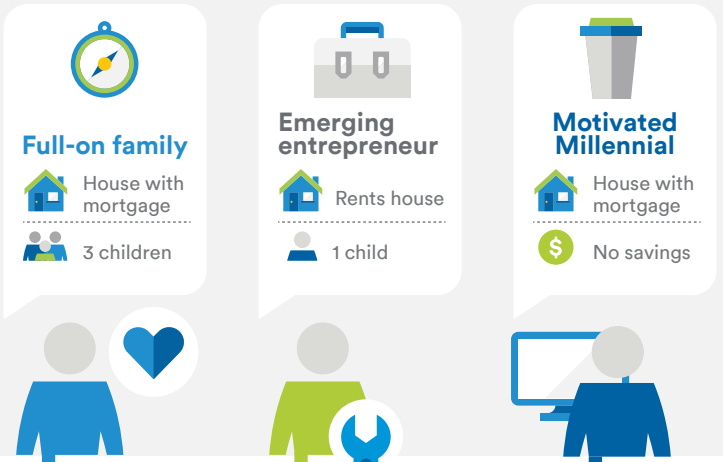 Full-on family
House with
mortgage
3 children
Emerging
entrepreneur
Rents house
1 child
Motivated
Millennial
House with
mortgage
$
No savings